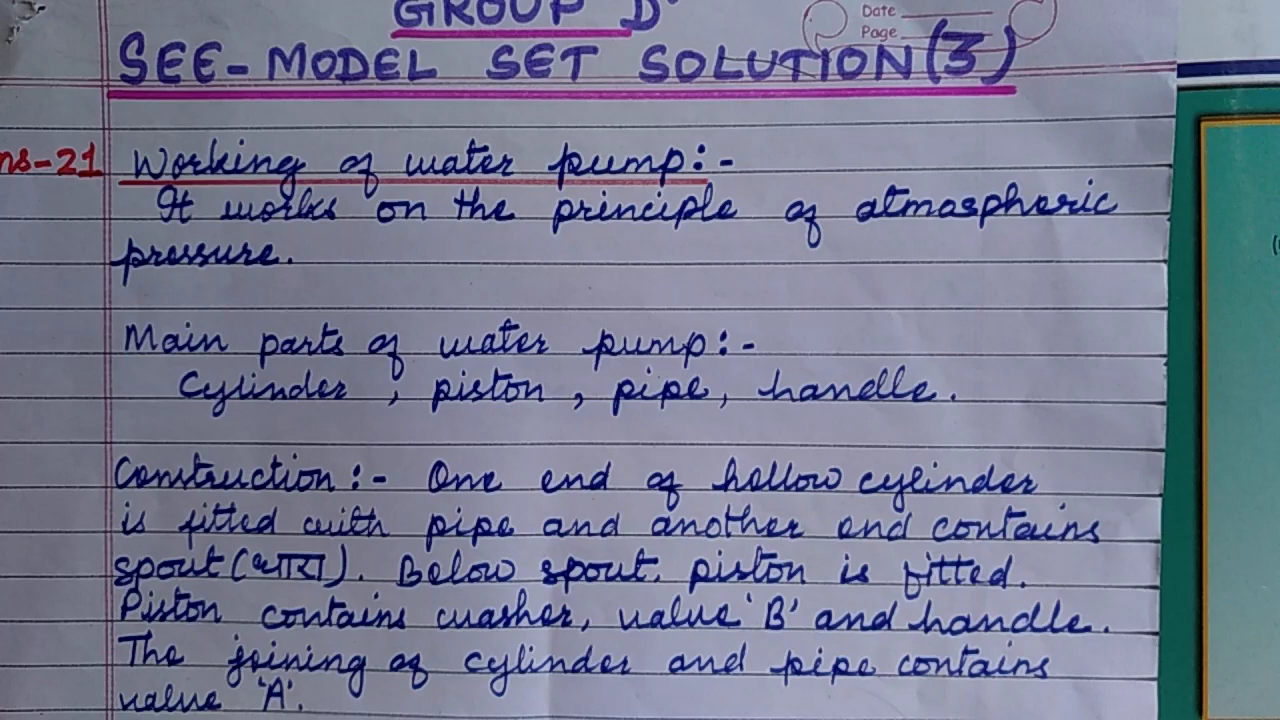 GROUP D'
Date
Page
SEE-MODEL SET SOLUTION (3)
ns-21 Working of water pump:-
It works on the principle of atmospheric
pressure.
Main parts of water pump:-
Cylinder, piston, pipe, handle.
Construction:- One end of hollow cylinder
is fitted with pipe and another end contains
spout (धारा). Below spout. piston is fitted.
Piston contains washer, value 'B' and handle.
The joining of cylinder and pipe contains
value 'A'.